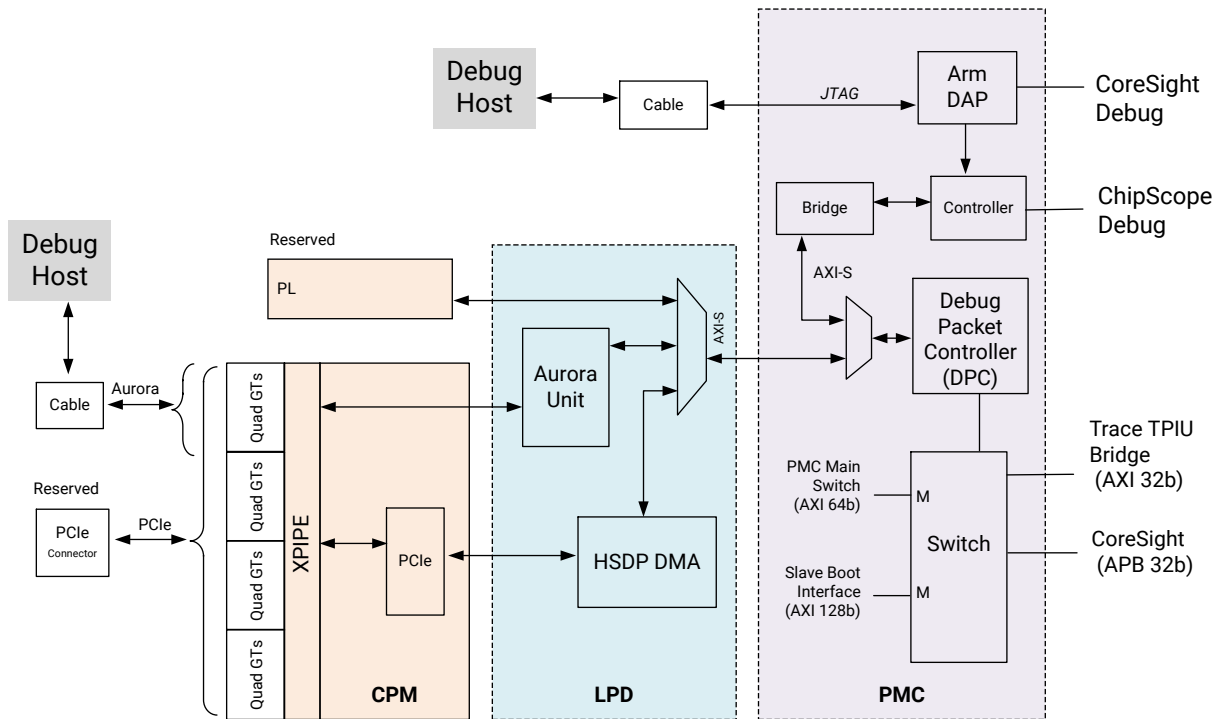 Debug
Host
Cable
JTAG
Arm
DAP
CoreSight
Debug
Bridge
Controller
ChipScope
Debug
Debug
Host
Reserved
PL
AXI-S
AXI-S
Debug
Packet
Controller
(DPC)
Aurora
Unit
Cable
Aurora
Quad GTs
Quad GTs
Quad GTs
Quad GTs
XPIPE
Reserved
PCIe
Connector
PCIe
PCIe
HSDP DMA
PMC Main
Switch
(AXI 64b)
M
Switch
Slave Boot
Interface
(AXI 128b)
M
Trace TPIU
Bridge
(AXI 32b)
CoreSight
(APB 32b)
CPM
LPD
PMC